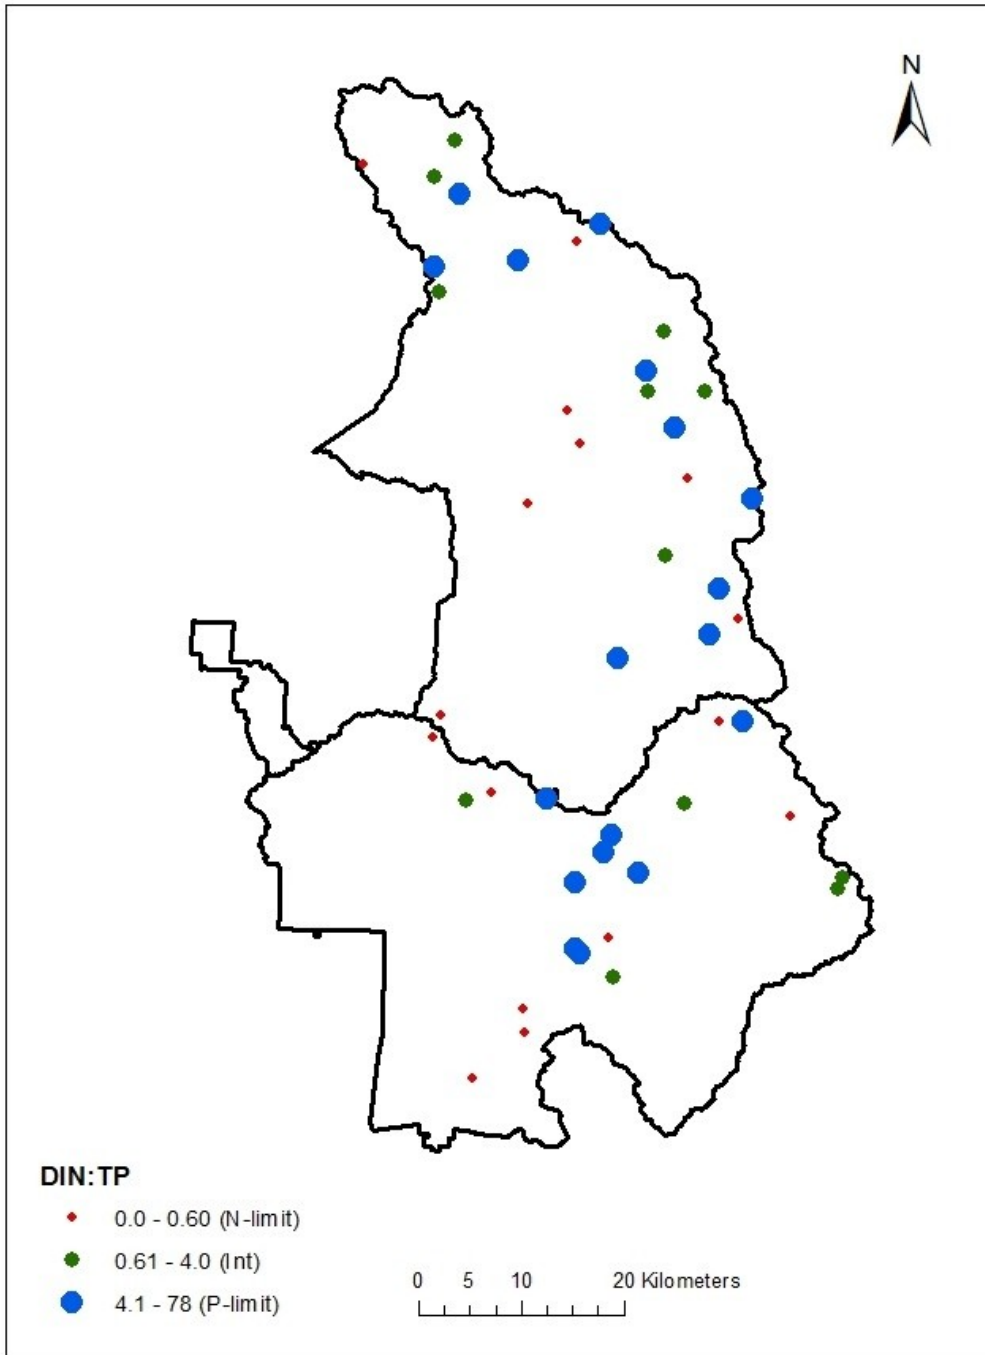 N
DIN:TP
0.0 - 0.60 (N-limit)
0.61 - 4.0 (Int)
4.1 - 78 (P-limit)
0 5 10 20 Kilometers